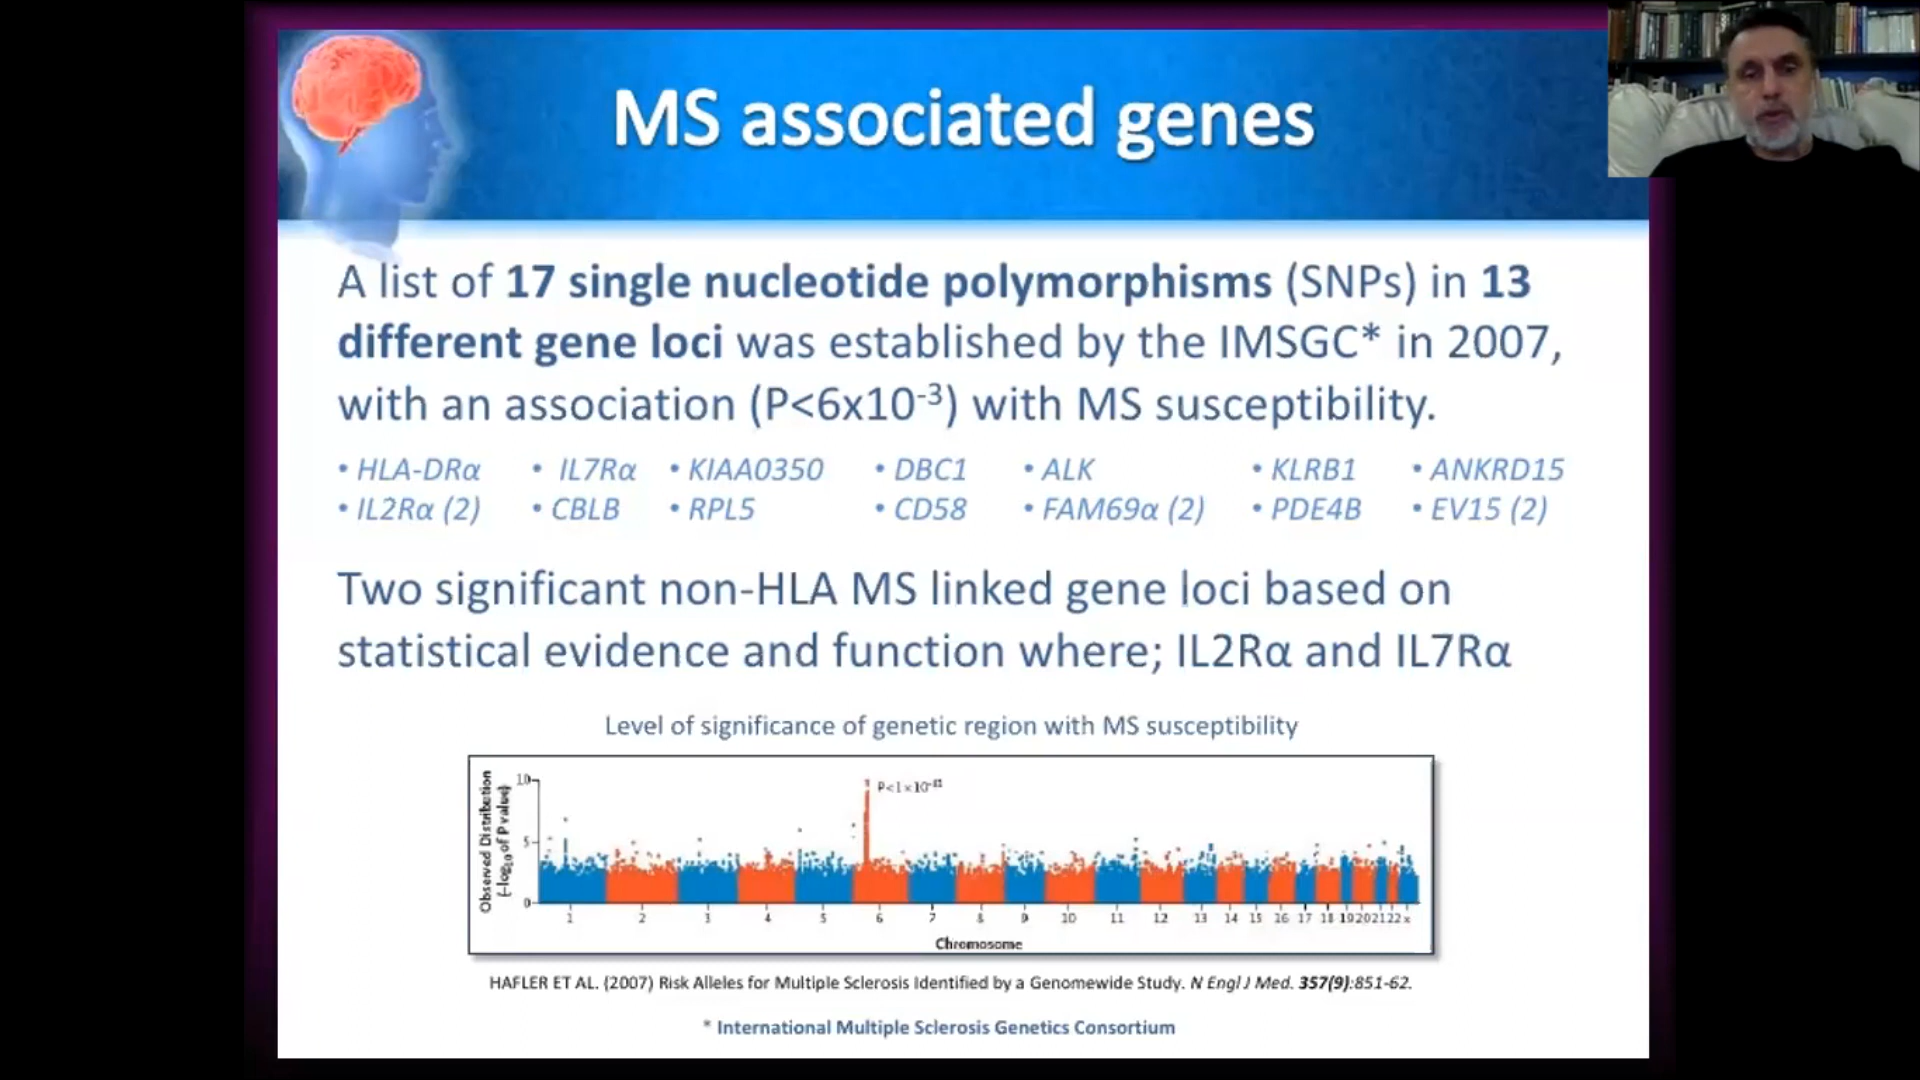 MS associated genes
A list of 17 single nucleotide polymorphisms (SNPs) in 13
different gene loci was established by the IMSGC* in 2007,
with an association (P<6x10⁻³) with MS susceptibility.
• HLA-DRα • IL7Rα • KIAA0350 • DBC1 • ALK • KLRB1 • ANKRD15
• IL2Rα (2) • CBLB • RPL5 • CD58 • FAM69α (2) • PDE4B • EV15 (2)
Two significant non-HLA MS linked gene loci based on
statistical evidence and function where; IL2Rα and IL7Rα
Level of significance of genetic region with MS susceptibility
Observed Distribution
(-log₁₀ of P value)
10
5
0
P<1×10⁻⁸¹
1 2 3 4 5 6 7 8 9 10 11 12 13 14 15 16 17 18 19 20 21 22 x
Chromosome
HAFLER ET AL. (2007) Risk Alleles for Multiple Sclerosis Identified by a Genomewide Study. N Engl J Med. 357(9):851-62.
* International Multiple Sclerosis Genetics Consortium